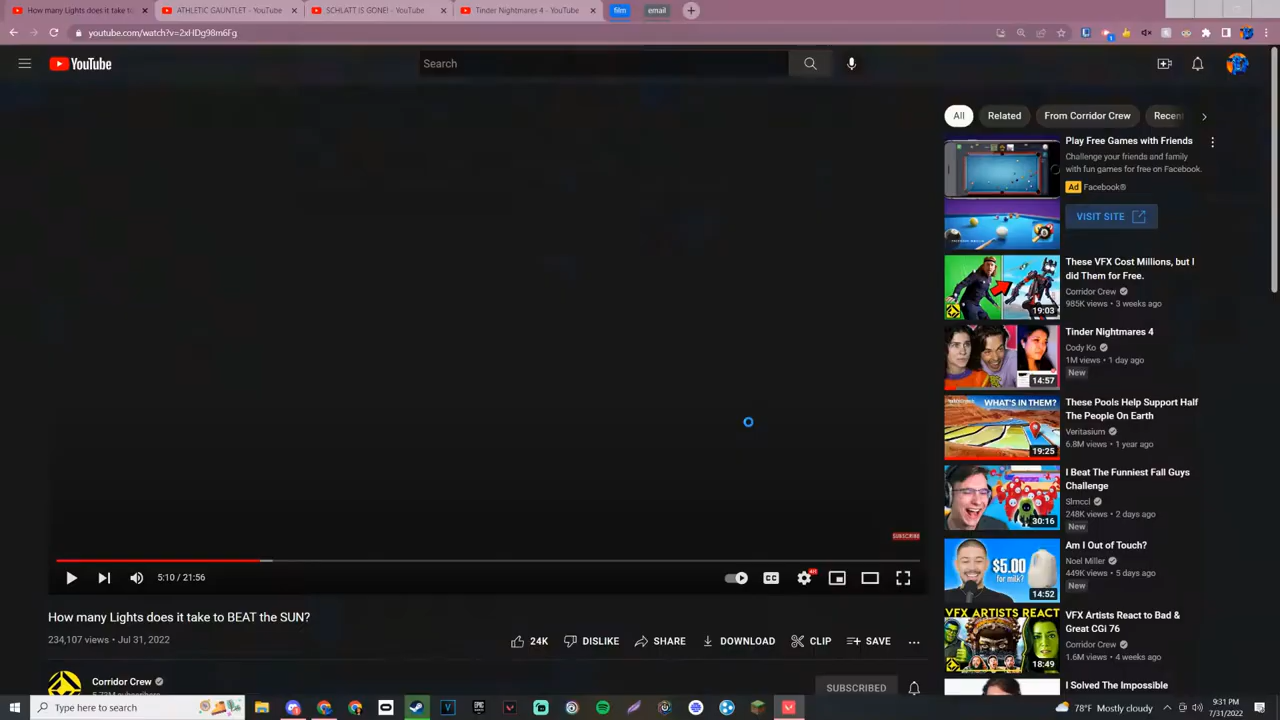 How many Lights does it take t
ATHLETIC GAUNTLET - YouTube
SCHLATT IS GONE! - YouTube
Tinder Nightmares 4 - YouTube
film
email
youtube.com/watch?v=2xHDg98m6Fg
YouTube
Search
All
Related
From Corridor Crew
Recen
Play Free Games with Friends
Challenge your friends and family
with fun games for free on Facebook.
Ad Facebook®
VISIT SITE
These VFX Cost Millions, but I
did Them for Free.
Corridor Crew
985K views • 3 weeks ago
19:03
Tinder Nightmares 4
Cody Ko
1M views • 1 day ago
New
14:57
WHAT'S IN THEM?
These Pools Help Support Half
The People On Earth
Veritasium
6.8M views • 1 year ago
19:25
I Beat The Funniest Fall Guys
Challenge
Slmccl
248K views • 2 days ago
New
30:16
$5.00
for milk?
Am I Out of Touch?
Noel Miller
449K views • 5 days ago
New
14:52
VFX ARTISTS REACT
VFX Artists React to Bad &
Great CGi 76
Corridor Crew
1.6M views • 4 weeks ago
18:49
I Solved The Impossible
SUBSCRIBE
5:10 / 21:56
How many Lights does it take to BEAT the SUN?
234,107 views • Jul 31, 2022
24K
DISLIKE
SHARE
DOWNLOAD
CLIP
SAVE
Corridor Crew
SUBSCRIBED
Type here to search
78°F Mostly cloudy
9:31 PM
7/31/2022